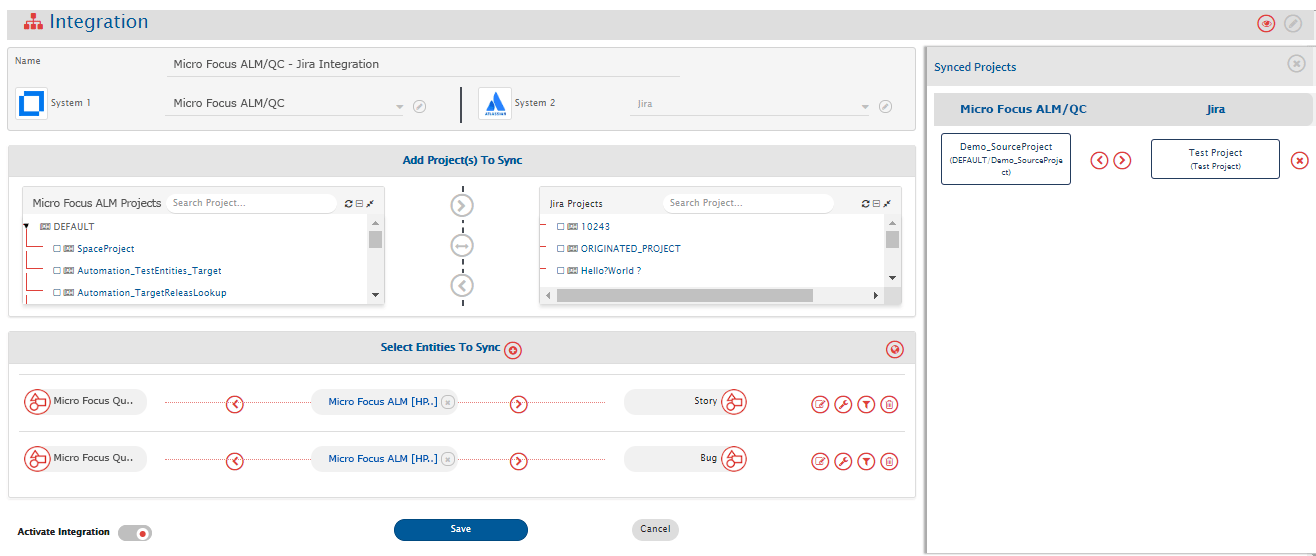 Integration
Name
Micro Focus ALM/QC - Jira Integration
System 1
Micro Focus ALM/QC
ATLASSIAN
System 2
Jira
Add Project(s) To Sync
Micro Focus ALM Projects
Search Project...
DEFAULT
SpaceProject
Automation_TestEntities_Target
Automation_TargetReleasLookup
Jira Projects
Search Project...
10243
ORIGINATED_PROJECT
Hello?World ?
Select Entities To Sync
Micro Focus Qu..
Micro Focus ALM [HP..]
Story
Micro Focus Qu..
Micro Focus ALM [HP..]
Bug
Activate Integration
Save
Cancel
Synced Projects
Micro Focus ALM/QC
Jira
Demo_SourceProject
(DEFAULT/Demo_SourceProje
ct)
Test Project
(Test Project)